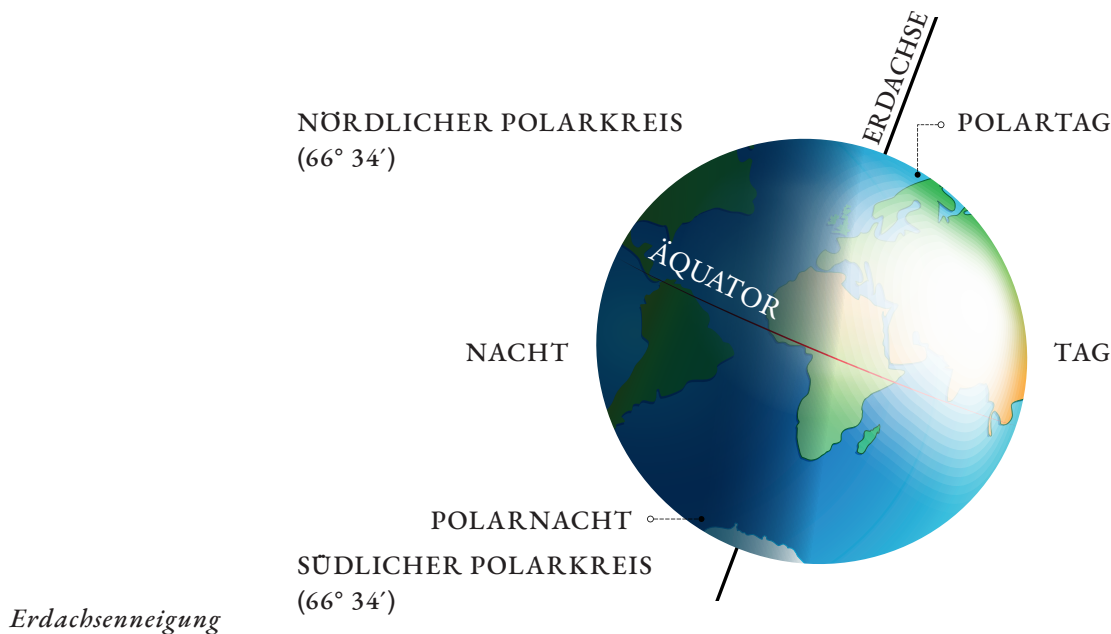 ERDACHSE
NÖRDLICHER POLARKREIS
(66° 34´)
POLARTAG
ÄQUATOR
NACHT
TAG
POLARNACHT
SÜDLICHER POLARKREIS
(66° 34´)
Erdachsenneigung